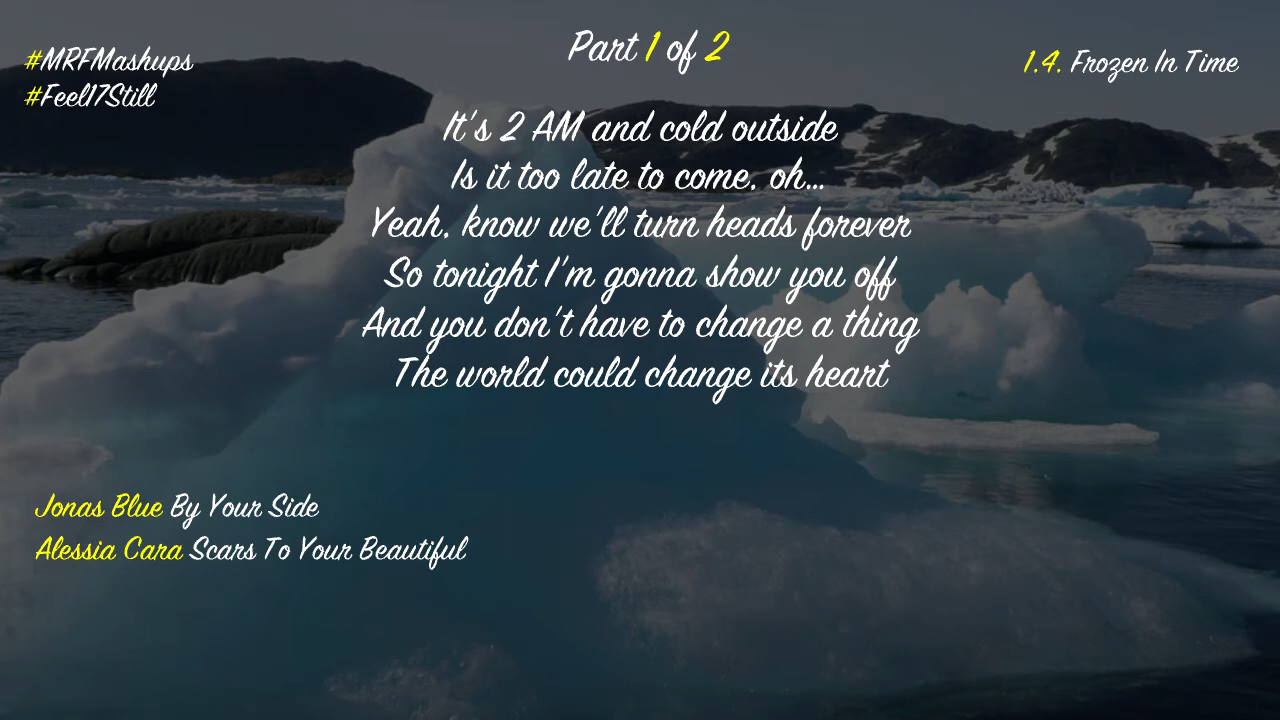 #MRFMashups
#Feel17Still
Part 1 of 2
1.4. Frozen In Time
It's 2 AM and cold outside
Is it too late to come, oh...
Yeah, know we'll turn heads forever
So tonight I'm gonna show you off
And you don't have to change a thing
The world could change its heart
Jonas Blue By Your Side
Alessia Cara Scars To Your Beautiful